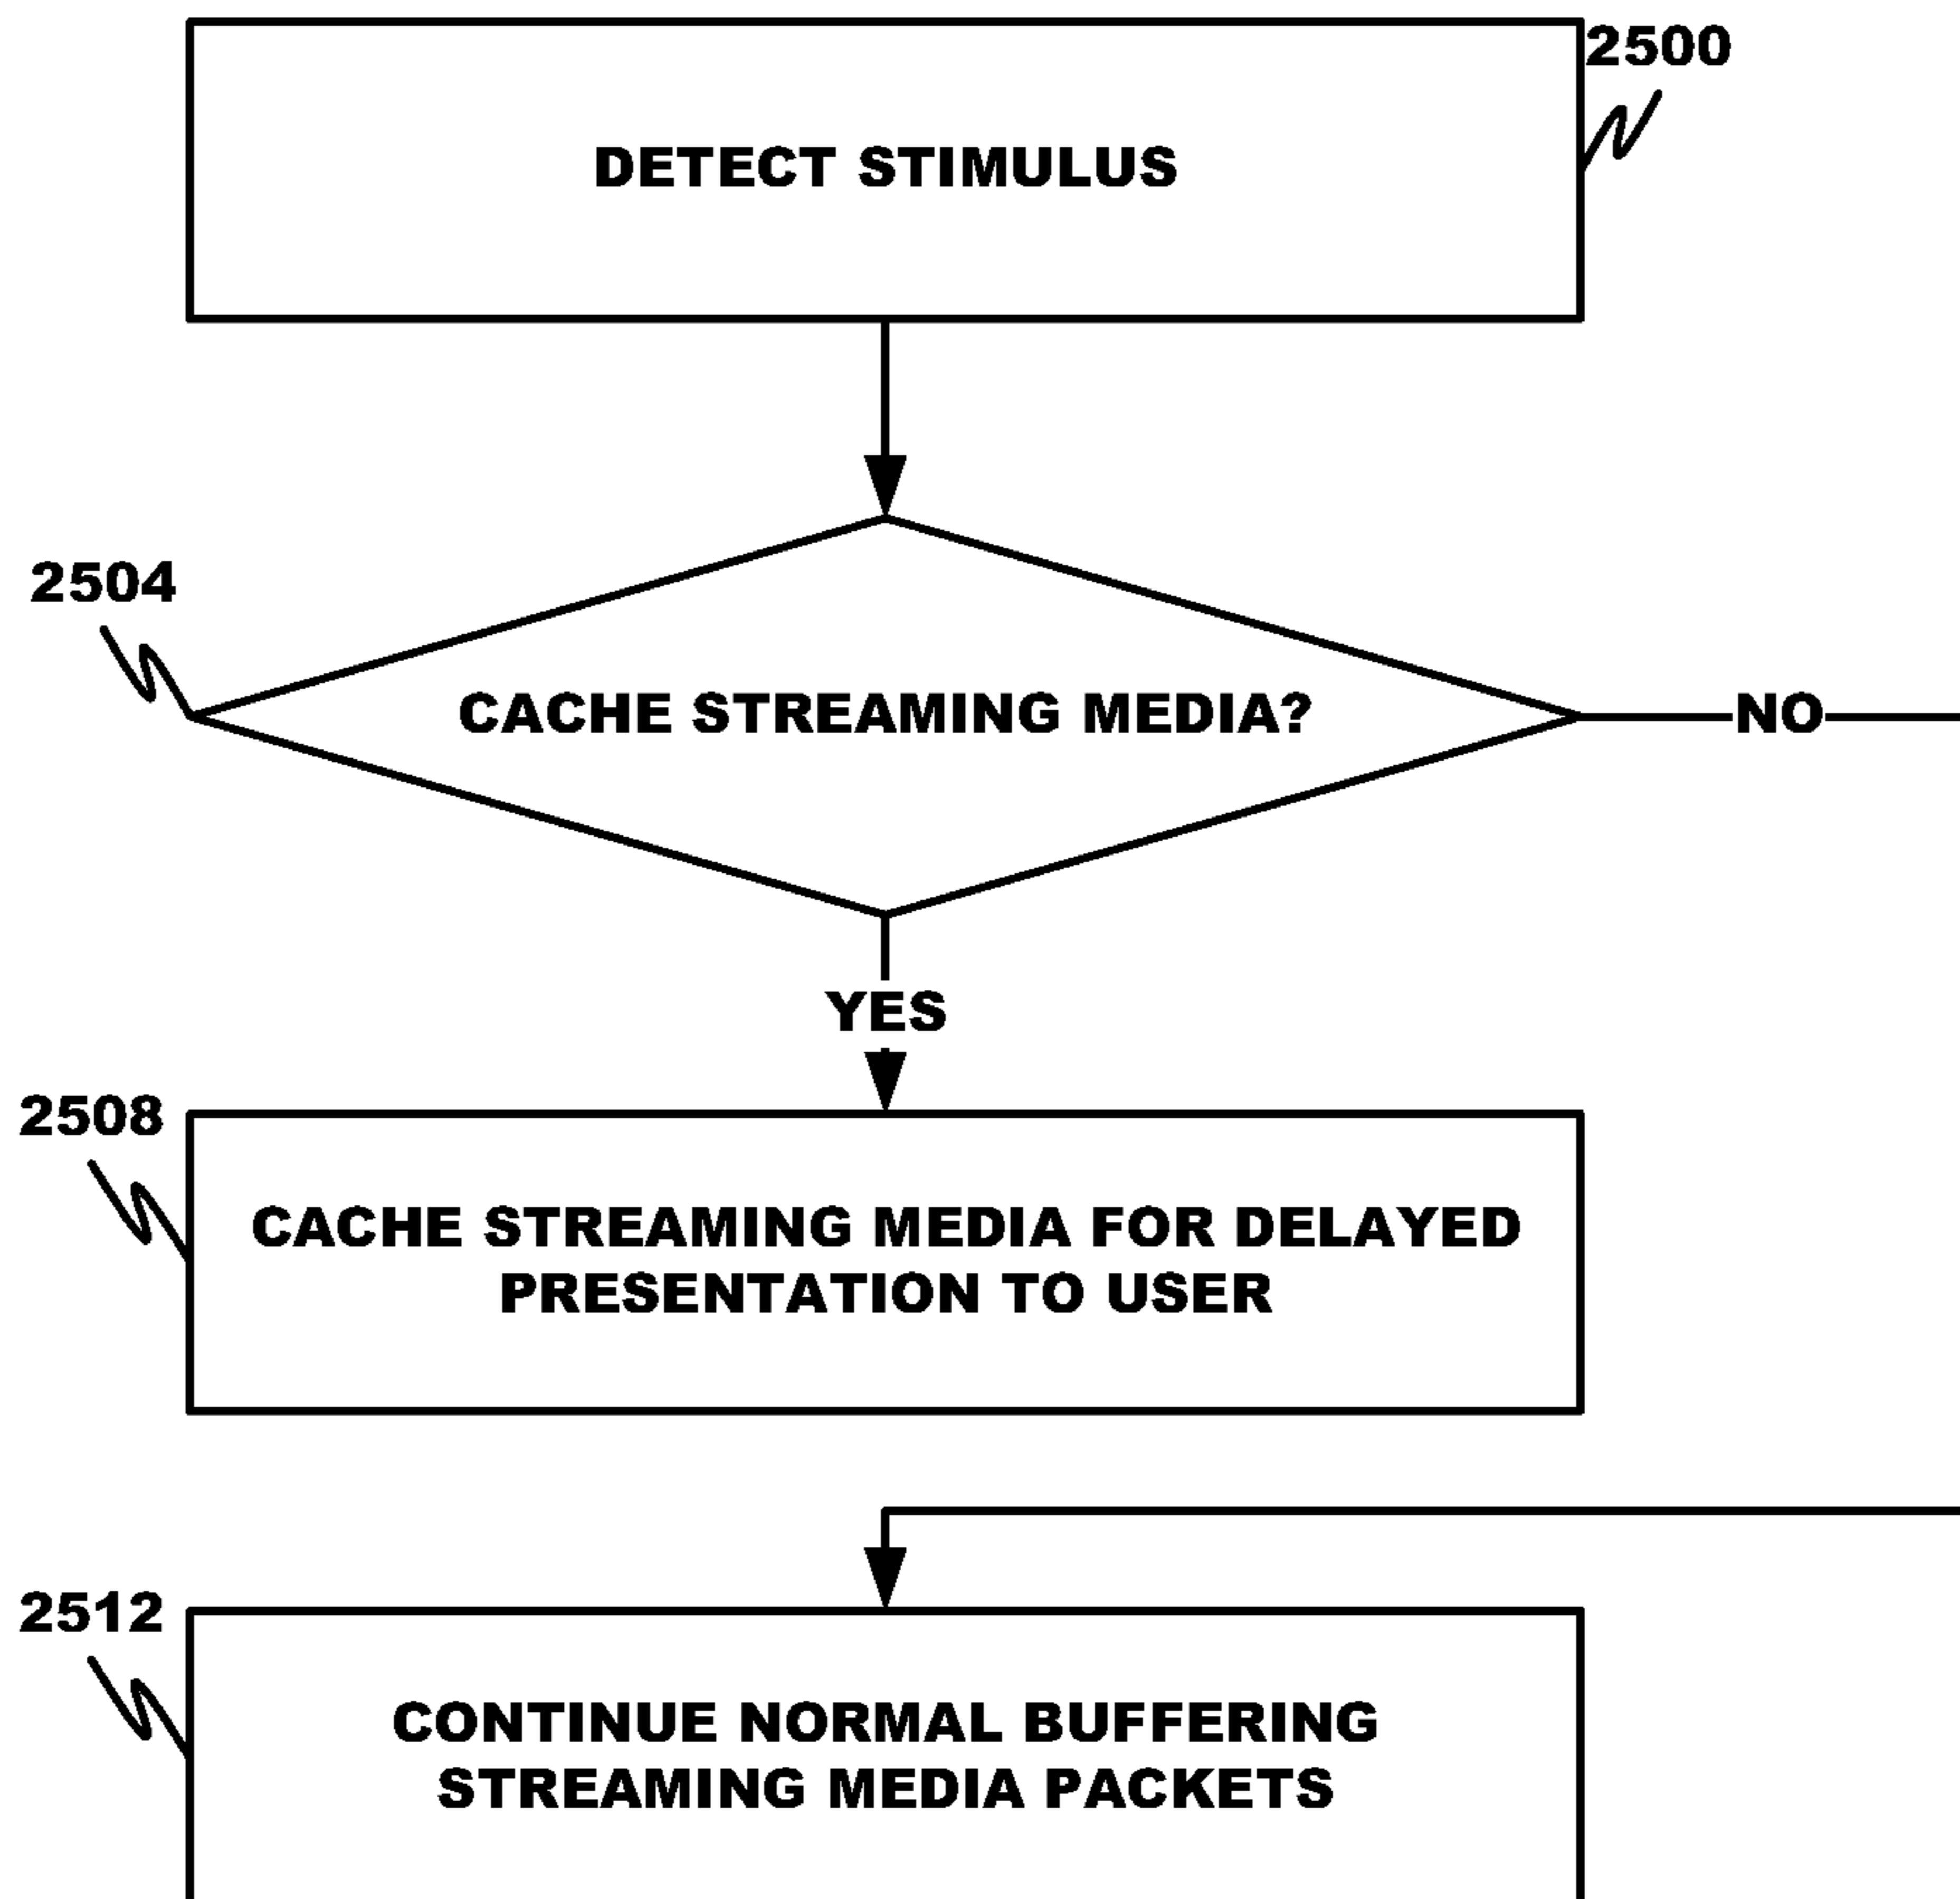 2500
DETECT STIMULUS
2504
CACHE STREAMING MEDIA?
NO
YES
2508
CACHE STREAMING MEDIA FOR DELAYED
PRESENTATION TO USER
2512
CONTINUE NORMAL BUFFERING
STREAMING MEDIA PACKETS